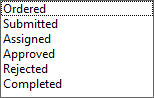 Ordered
Submitted
Assigned
Approved
Rejected
Completed